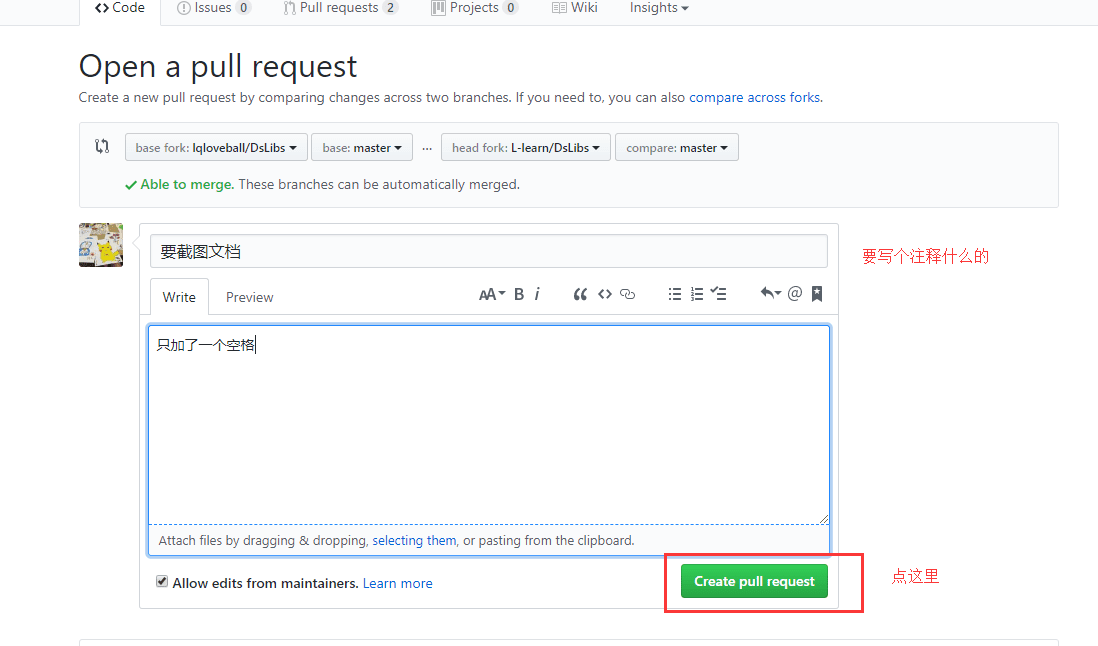 Code Issues 0 Pull requests 2 Projects 0 Wiki Insights
Open a pull request
Create a new pull request by comparing changes across two branches. If you need to, you can also compare across forks.
base fork: lqloveball/DsLibs base: master ... head fork: L-learn/DsLibs compare: master
Able to merge. These branches can be automatically merged.
要截图文档
要写个注释什么的
Write Preview AA B i
只加了一个空格
Attach files by dragging & dropping, selecting them, or pasting from the clipboard.
Allow edits from maintainers. Learn more
Create pull request
点这里